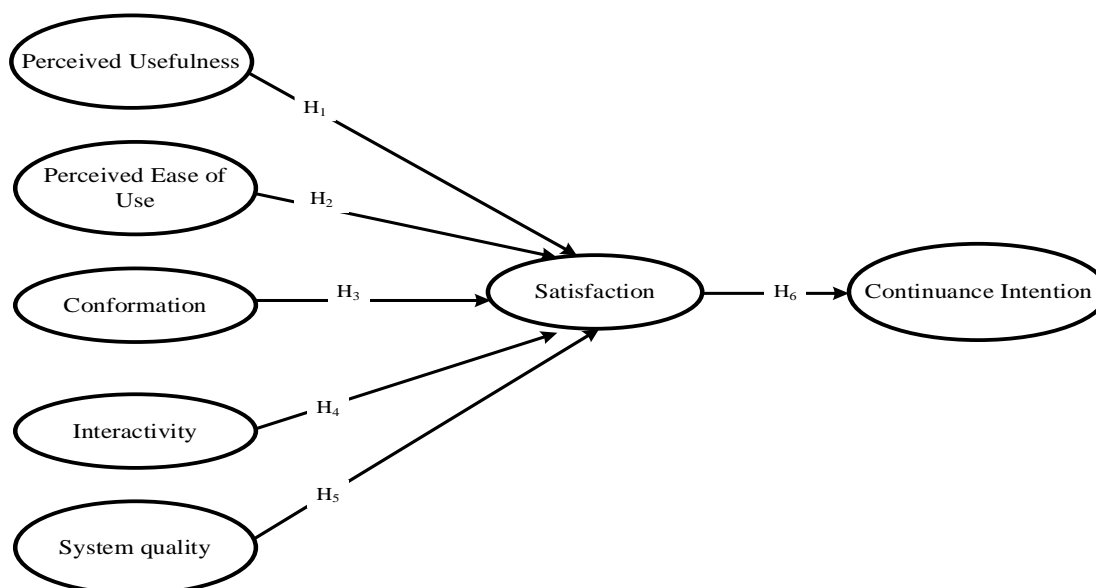 Perceived Usefulness
H₁
Perceived Ease of
Use
H₂
Conformation
H₃
Satisfaction
H₆
Continuance Intention
Interactivity
H₄
System quality
H₅